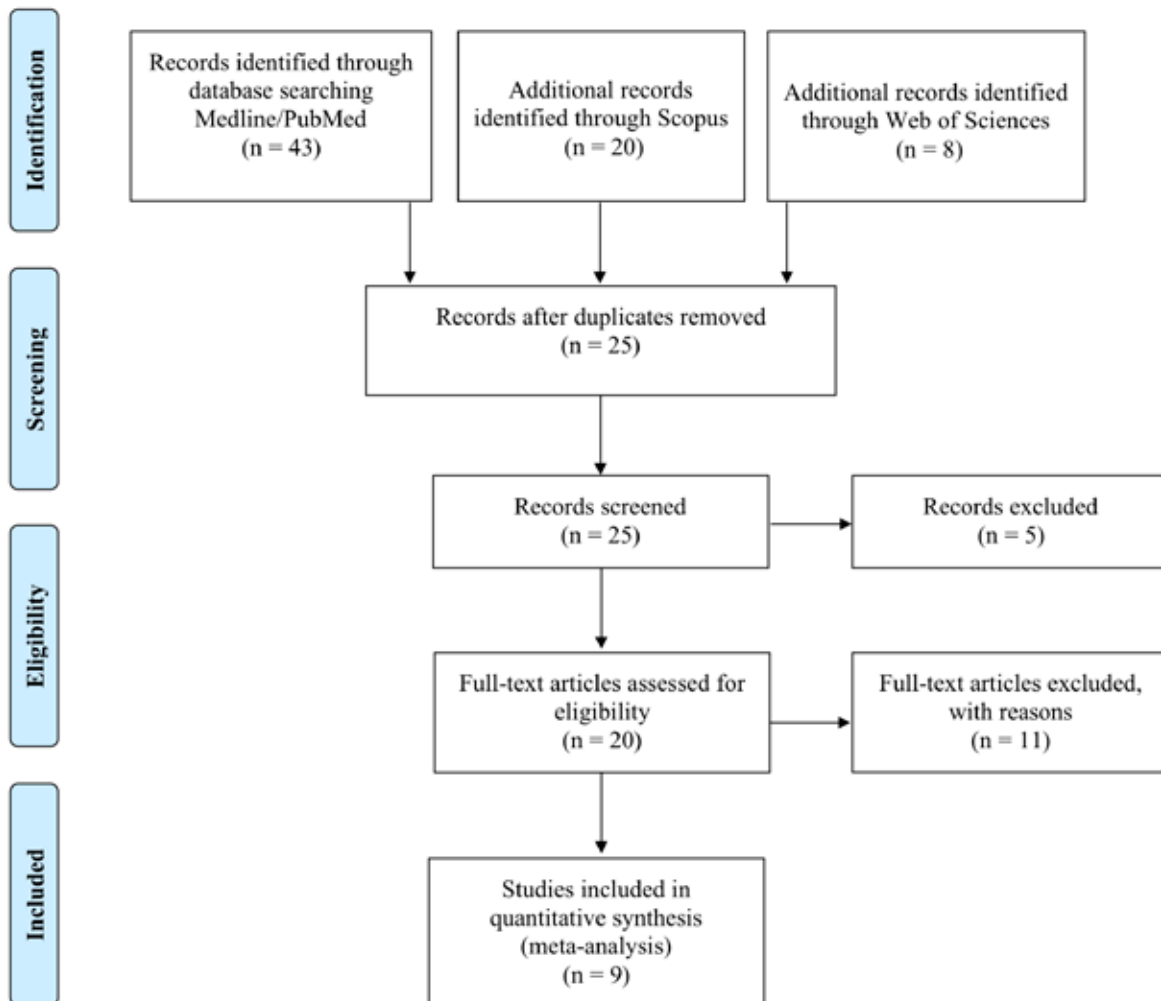 Identification
Records identified through
database searching
Medline/PubMed
(n = 43)
Additional records
identified through Scopus
(n = 20)
Additional records identified
through Web of Sciences
(n = 8)
Screening
Records after duplicates removed
(n = 25)
Records screened
(n = 25)
Records excluded
(n = 5)
Eligibility
Full-text articles assessed for
eligibility
(n = 20)
Full-text articles excluded,
with reasons
(n = 11)
Included
Studies included in
quantitative synthesis
(meta-analysis)
(n = 9)